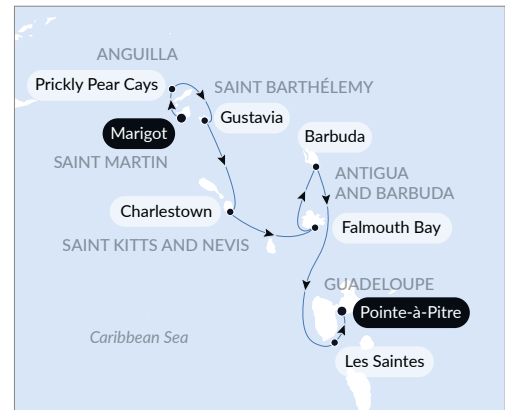 ANGUILLA
Prickly Pear Cays
SAINT BARTHÉLEMY
Gustavia
Marigot
Barbuda
SAINT MARTIN
ANTIGUA
AND BARBUDA
Charlestown
Falmouth Bay
SAINT KITTS AND NEVIS
GUADELOUPE
Pointe-à-Pitre
Caribbean Sea
Les Saintes